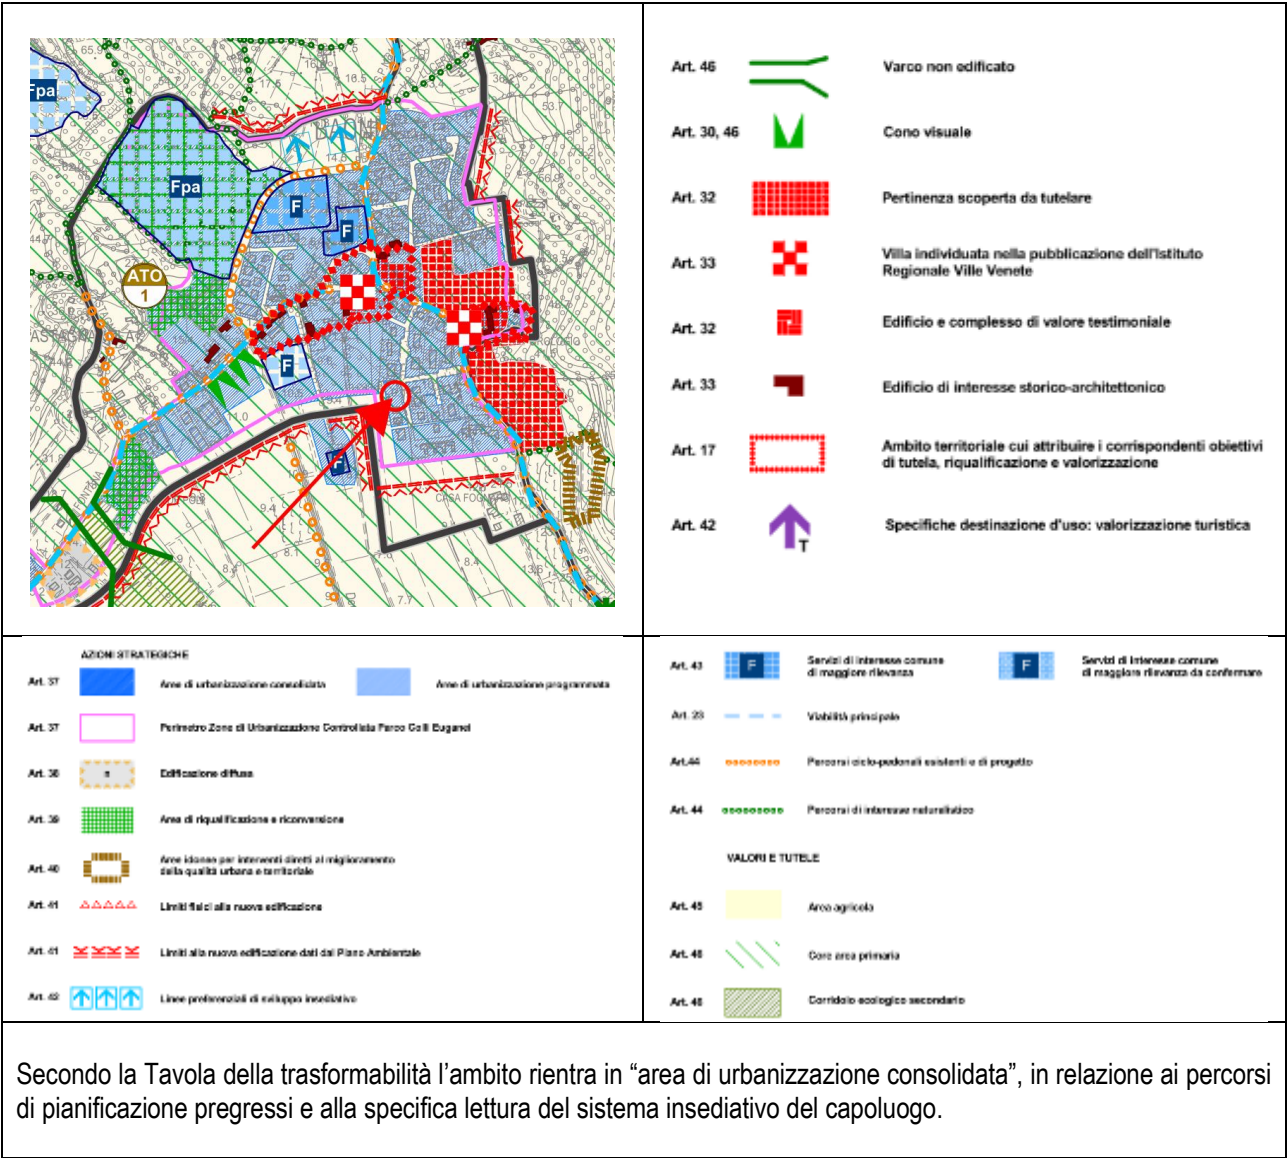 Fpa
Fpa
F
F
ATO
1
F
F
CASA FOGN
Art. 46 Varco non edificato
Art. 30, 46 Cono visuale
Art. 32 Pertinenza scoperta da tutelare
Art. 33 Villa individuata nella pubblicazione dell'Istituto
Regionale Ville Venete
Art. 32 Edificio e complesso di valore testimoniale
Art. 33 Edificio di interesse storico-architettonico
Art. 17 Ambito territoriale cui attribuire i corrispondenti obiettivi
di tutela, riqualificazione e valorizzazione
Art. 42 T Specifiche destinazione d'uso: valorizzazione turistica
AZIONI STRATEGICHE
Art. 37 Aree di urbanizzazione consolidata Aree di urbanizzazione programmata
Art. 37 Perimetro Zone di Urbanizzazione Controllata Parco Colli Euganei
Art. 38 Edificazione diffusa
Art. 39 Aree di riqualificazione e riconversione
Art. 40 Aree idonee per interventi diretti al miglioramento
della qualità urbana e territoriale
Art. 41 Limiti fisici alla nuova edificazione
Art. 41 Limiti alla nuova edificazione dati dal Piano Ambientale
Art. 42 Linee preferenziali di sviluppo insediativo
Art. 43 F Servizi di interesse comune
di maggiore rilevanza
F Servizi di interesse comune
di maggiore rilevanza da confermare
Art. 23 Viabilità principale
Art.44 Percorsi ciclo-pedonali esistenti e di progetto
Art. 44 Percorsi di interesse naturalistico
VALORI E TUTELE
Art. 45 Area agricola
Art. 46 Core area primaria
Art. 46 Corridoio ecologico secondario
Secondo la Tavola della trasformabilità l'ambito rientra in “area di urbanizzazione consolidata”, in relazione ai percorsi
di pianificazione pregressi e alla specifica lettura del sistema insediativo del capoluogo.